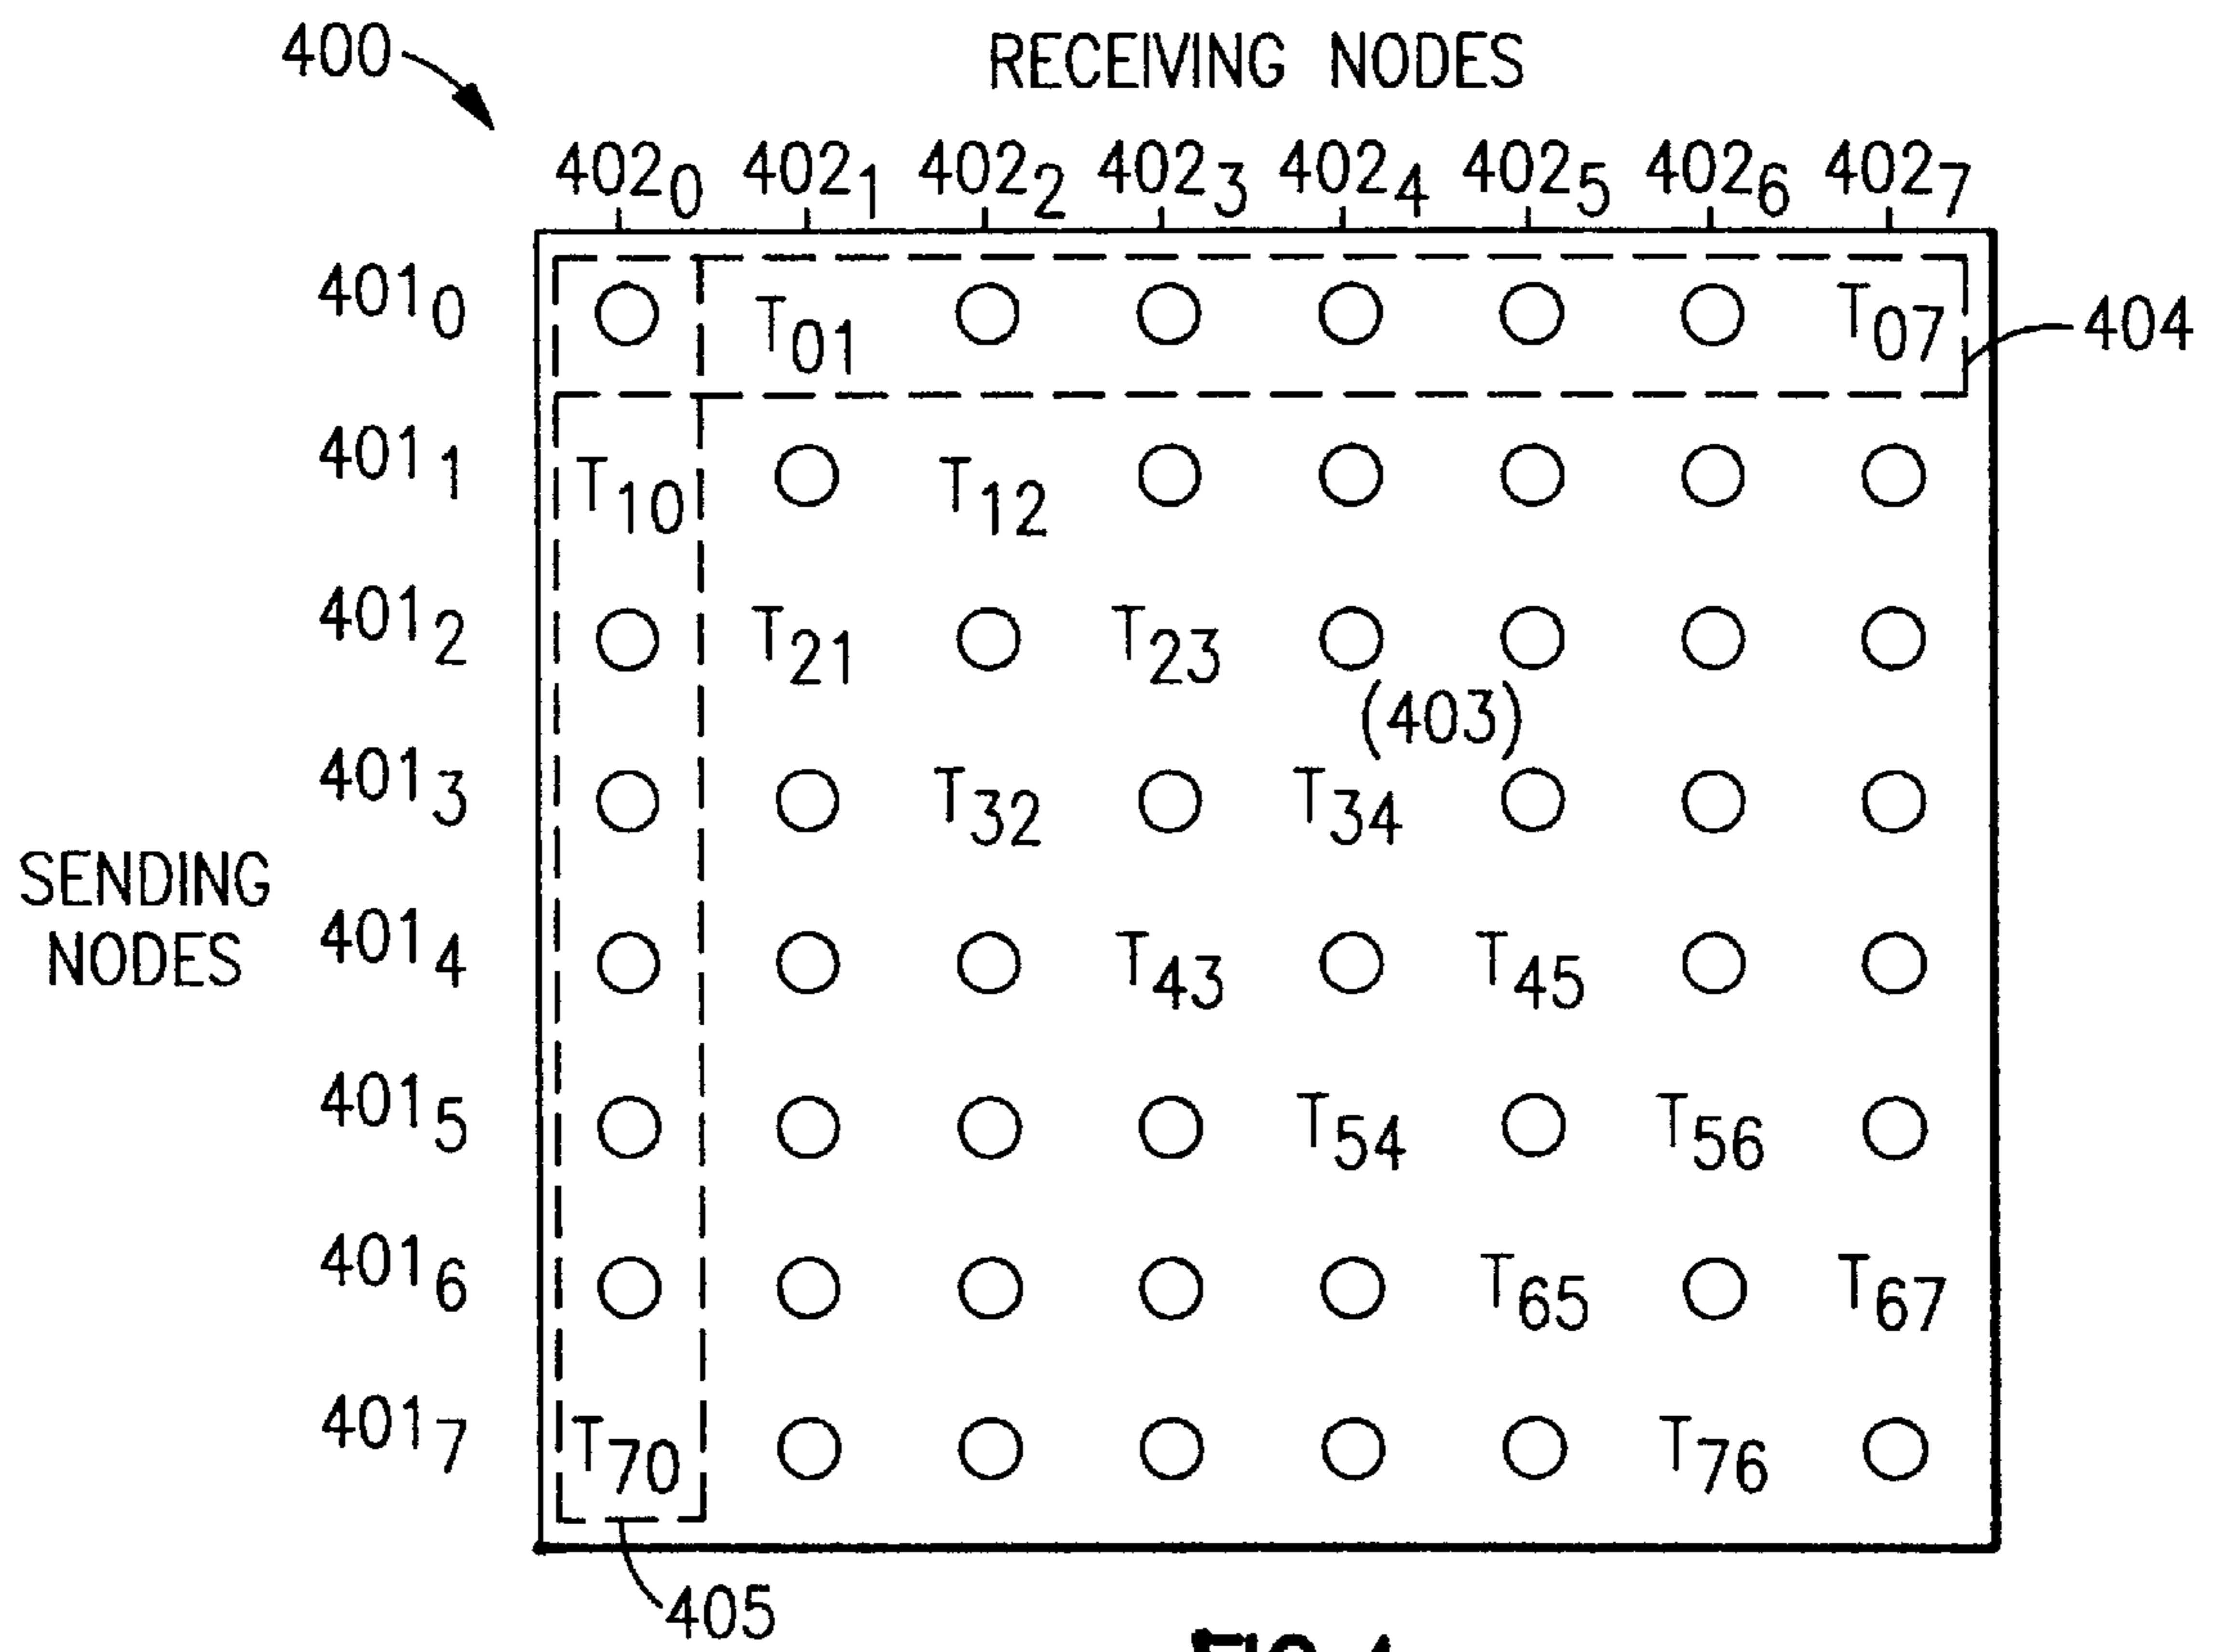 400
RECEIVING NODES
402₀ 402₁ 402₂ 402₃ 402₄ 402₅ 402₆ 402₇
401₀ O T₀₁ O O O O O T₀₇ 404
401₁ T₁₀ O T₁₂ O O O O O
401₂ O T₂₁ O T₂₃ O O O O
(403)
401₃ O O T₃₂ O T₃₄ O O O
SENDING
NODES
401₄ O O O T₄₃ O T₄₅ O O
401₅ O O O O T₅₄ O T₅₆ O
401₆ O O O O O T₆₅ O T₆₇
401₇ T₇₀ O O O O O T₇₆ O
405